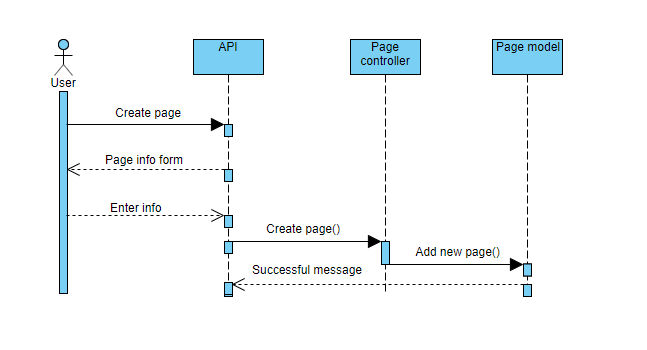 API
Page
controller
Page model
User
Create page
Page info form
Enter info
Create page()
Add new page()
Successful message